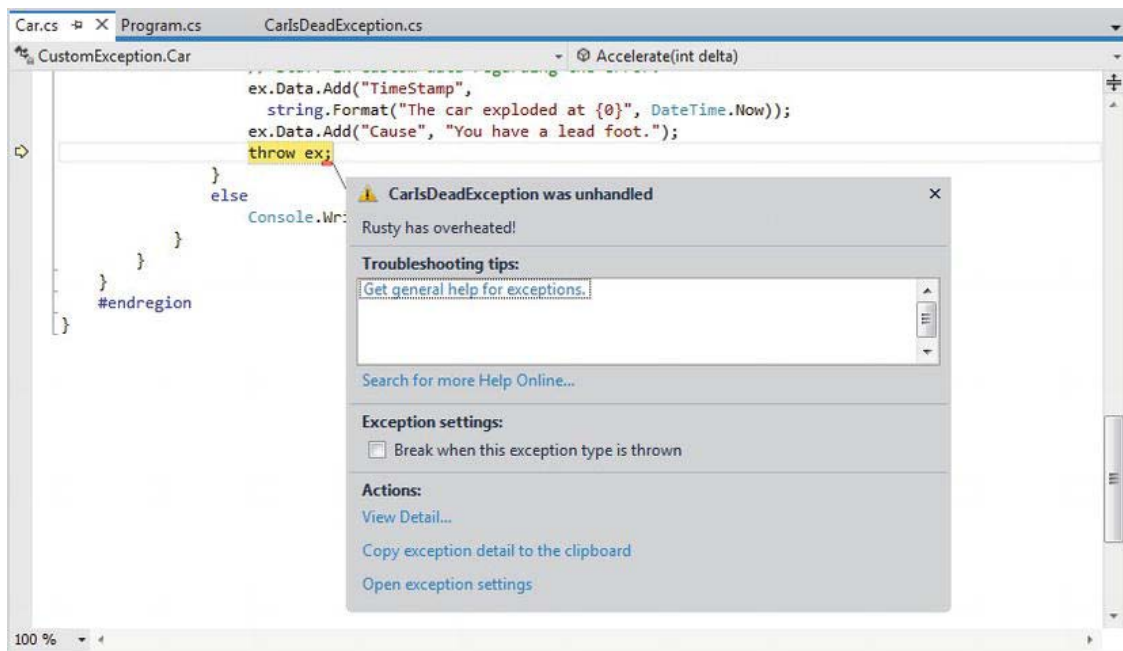 Car.cs Program.cs CarIsDeadException.cs
CustomException.Car Accelerate(int delta)
ex.Data.Add("TimeStamp",
string.Format("The car exploded at {0}", DateTime.Now));
ex.Data.Add("Cause", "You have a lead foot.");
throw ex;
}
else
Console.Wri
}
}
}
#endregion
}
CarIsDeadException was unhandled
Rusty has overheated!
Troubleshooting tips:
Get general help for exceptions.
Search for more Help Online...
Exception settings:
Break when this exception type is thrown
Actions:
View Detail...
Copy exception detail to the clipboard
Open exception settings
100 %